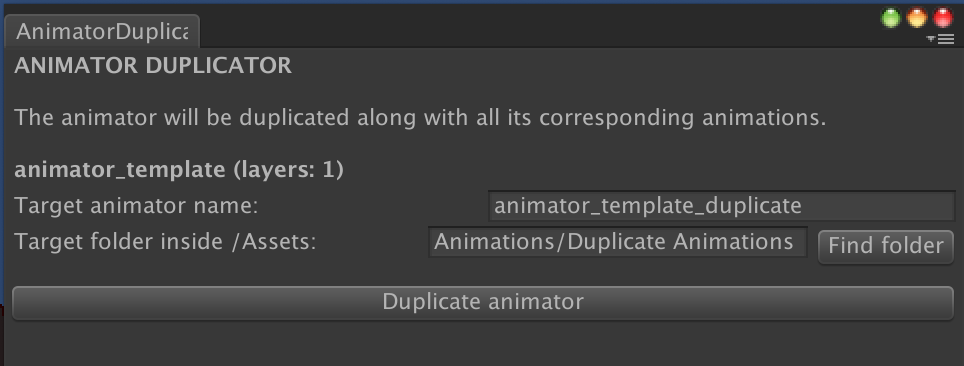 AnimatorDuplica
ANIMATOR DUPLICATOR
The animator will be duplicated along with all its corresponding animations.
animator_template (layers: 1)
Target animator name: animator_template_duplicate
Target folder inside /Assets: Animations/Duplicate Animations Find folder
Duplicate animator